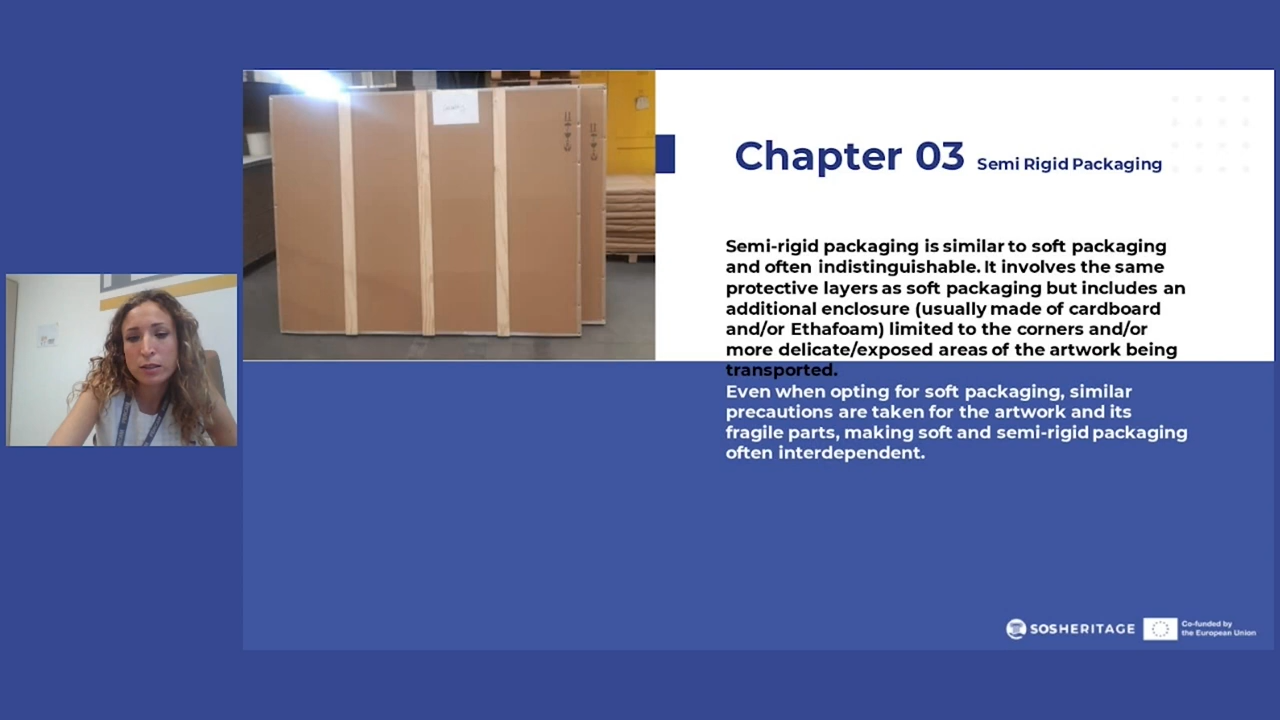 Chapter 03 Semi Rigid Packaging
Semi-rigid packaging is similar to soft packaging
and often indistinguishable. It involves the same
protective layers as soft packaging but includes an
additional enclosure (usually made of cardboard
and/or Ethafoam) limited to the corners and/or
more delicate/exposed areas of the artwork being
transported.
Even when opting for soft packaging, similar
precautions are taken for the artwork and its
fragile parts, making soft and semi-rigid packaging
often interdependent.
SOSHERITAGE
Co-funded by
the European Union